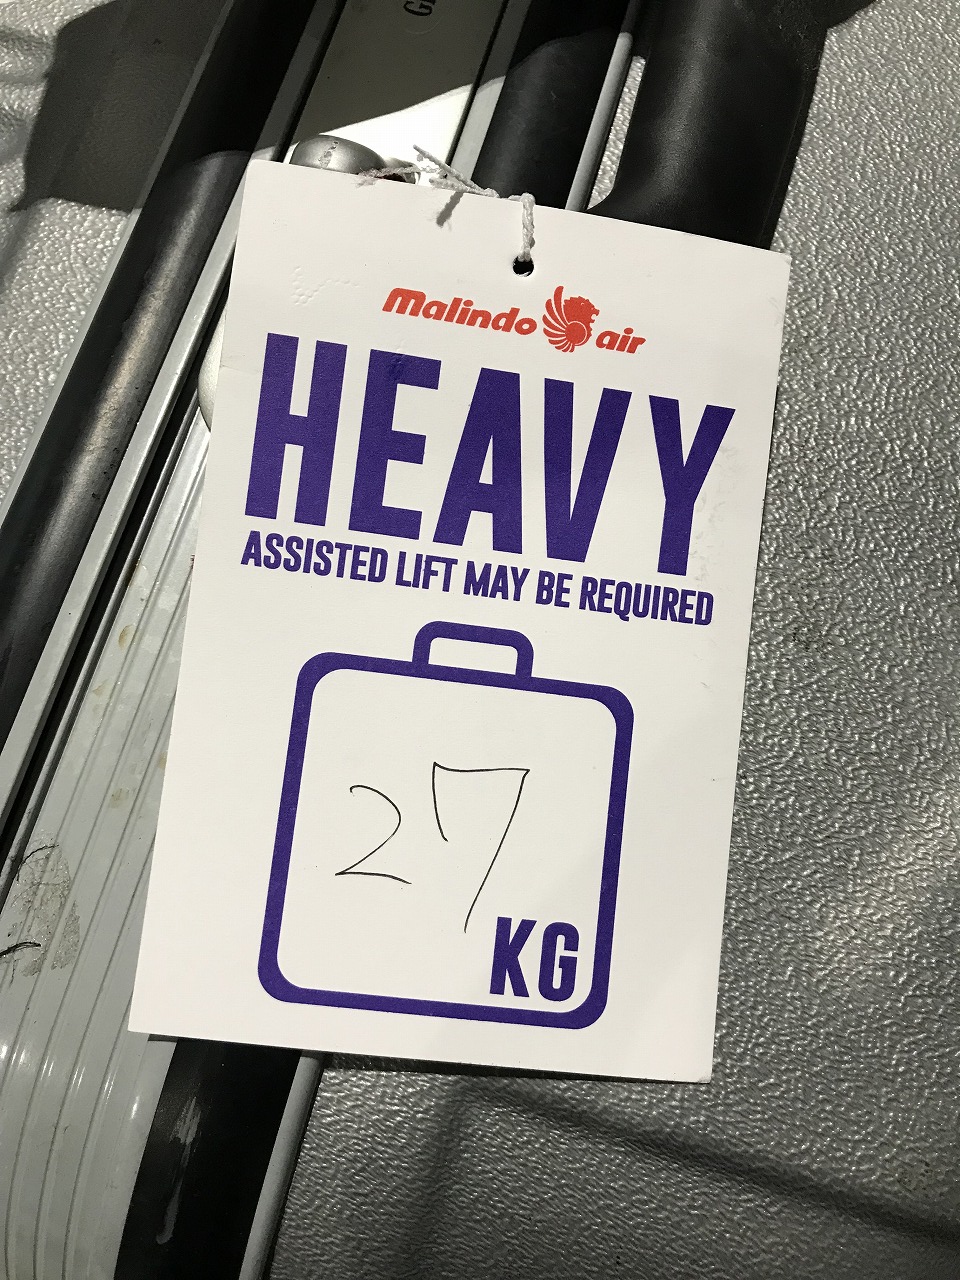 Malindo air
HEAVY
ASSISTED LIFT MAY BE REQUIRED
27
KG